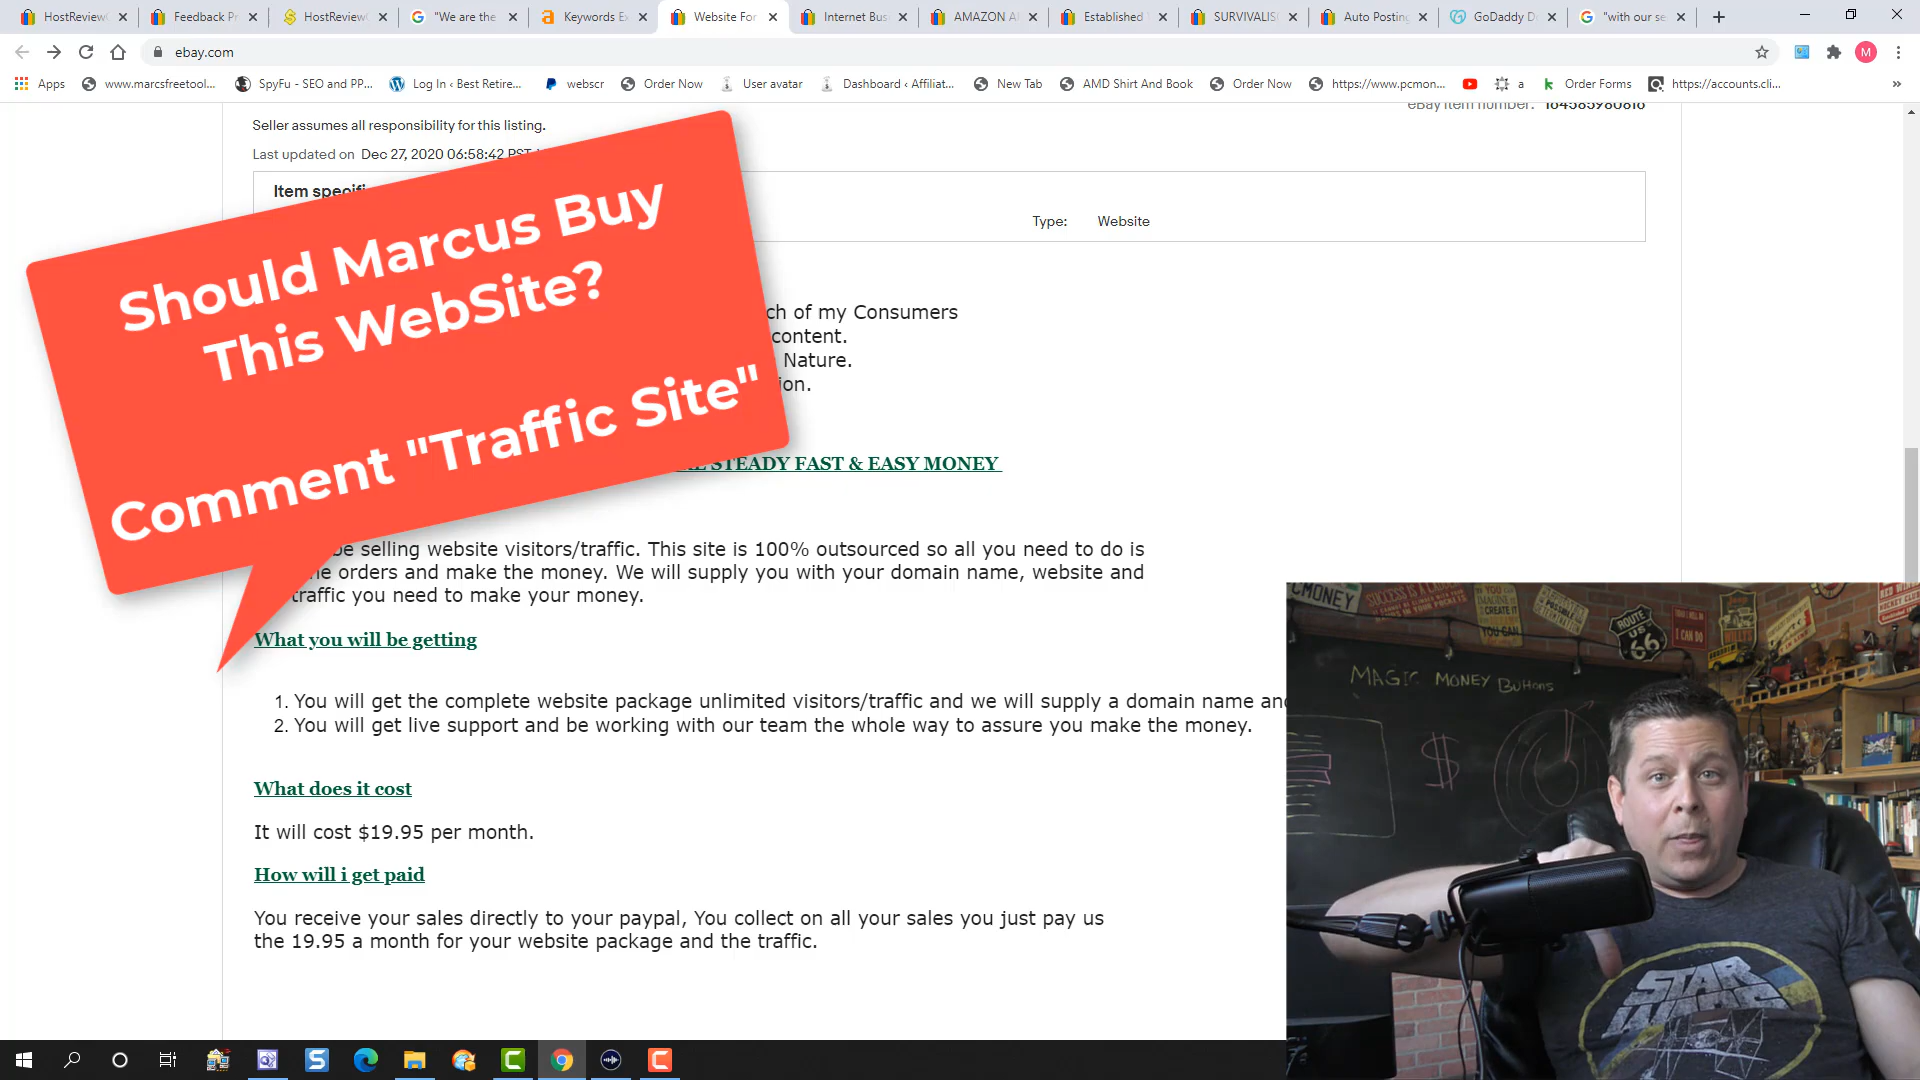 HostReview
Feedback Pr
HostReview
"We are the
Keywords Ex
Website For
Internet Bus
AMAZON A
Established
SURVIVALIS
Auto Posting
GoDaddy D
"with our se
ebay.com
M
Apps
www.marcsfreetool...
SpyFu - SEO and PP...
Log In ‹ Best Retire...
webscr
Order Now
User avatar
Dashboard ‹ Affiliat...
New Tab
AMD Shirt And Book
Order Now
https://www.pcmon...
a
Order Forms
https://accounts.cli...
»
eBay item number:
164585980816
Seller assumes all responsibility for this listing.
Last updated on Dec 27, 2020 06:58:42 PST
Item specifi
Type: Website
Should Marcus Buy
This WebSite?
Comment "Traffic Site"
ch of my Consumers
content.
Nature.
ion.
STEADY FAST & EASY MONEY
be selling website visitors/traffic. This site is 100% outsourced so all you need to do is
he orders and make the money. We will supply you with your domain name, website and
traffic you need to make your money.
What you will be getting
1. You will get the complete website package unlimited visitors/traffic and we will supply a domain name and
2. You will get live support and be working with our team the whole way to assure you make the money.
What does it cost
It will cost $19.95 per month.
How will i get paid
You receive your sales directly to your paypal, You collect on all your sales you just pay us
the 19.95 a month for your website package and the traffic.
MAGIC MONEY BUTTONS
$
ROUTE
US
66
I CAN DO
STAR
WARS